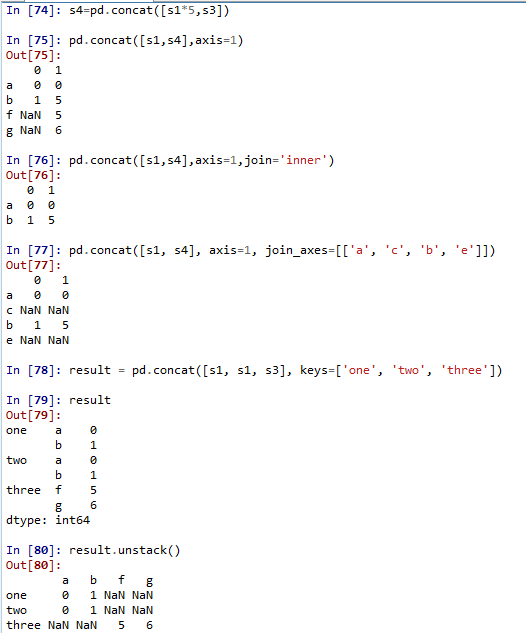 In [74]: s4=pd.concat([s1*5,s3])
In [75]: pd.concat([s1,s4],axis=1)
Out[75]:
0 1
a 0 0
b 1 5
f NaN 5
g NaN 6
In [76]: pd.concat([s1,s4],axis=1,join='inner')
Out[76]:
0 1
a 0 0
b 1 5
In [77]: pd.concat([s1, s4], axis=1, join_axes=[['a', 'c', 'b', 'e']])
Out[77]:
0 1
a 0 0
c NaN NaN
b 1 5
e NaN NaN
In [78]: result = pd.concat([s1, s1, s3], keys=['one', 'two', 'three'])
In [79]: result
Out[79]:
one a 0
b 1
two a 0
b 1
three f 5
g 6
dtype: int64
In [80]: result.unstack()
Out[80]:
a b f g
one 0 1 NaN NaN
two 0 1 NaN NaN
three NaN NaN 5 6